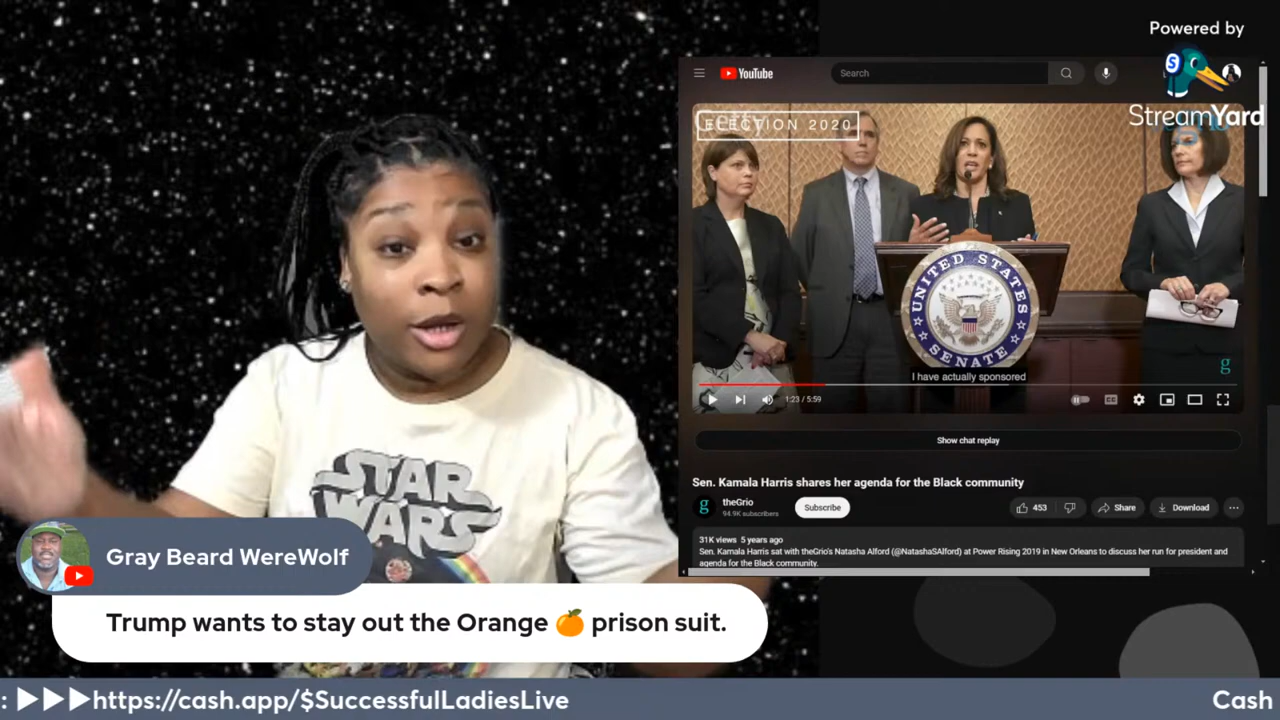 Powered by
StreamYard
YouTube
Search
ELECTION 2020
getty
UNITED STATES
SENATE
I have actually sponsored
1:23 / 5:59
Show chat replay
Sen. Kamala Harris shares her agenda for the Black community
g
theGrio
94.9K subscribers
Subscribe
453
Share
Download
31K views 5 years ago
Sen. Kamala Harris sat with theGrio's Natasha Alford (@NatashaSAlford) at Power Rising 2019 in New Orleans to discuss her run for president and
agenda for the Black community.
STAR
WARS
Gray Beard WereWolf
Trump wants to stay out the Orange 🍊 prison suit.
: ▶▶▶https://cash.app/$SuccessfulLadiesLive
Cash